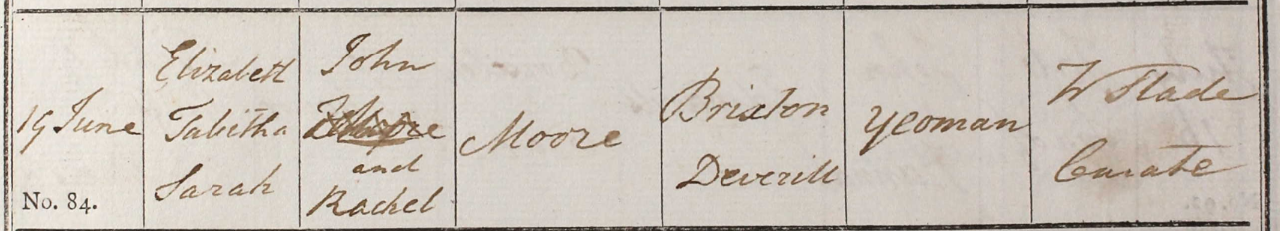 19 June
No. 84.
Elizabeth
Tabitha
Sarah
John
and
Rachel
Moore
Brixton
Deverill
Yeoman
W Slade
Curate